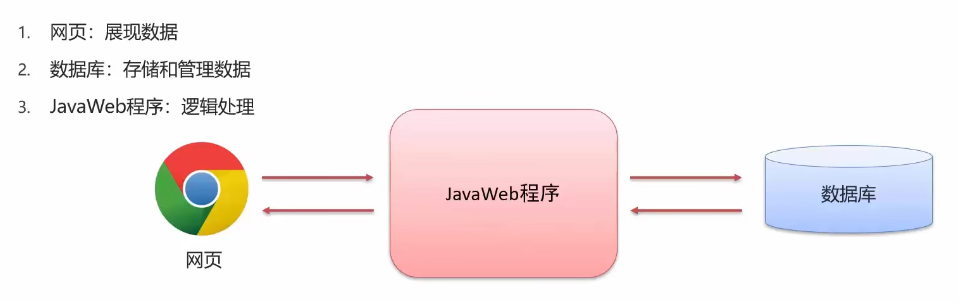 1. 网页：展现数据
2. 数据库：存储和管理数据
3. JavaWeb程序：逻辑处理
JavaWeb程序
数据库
网页